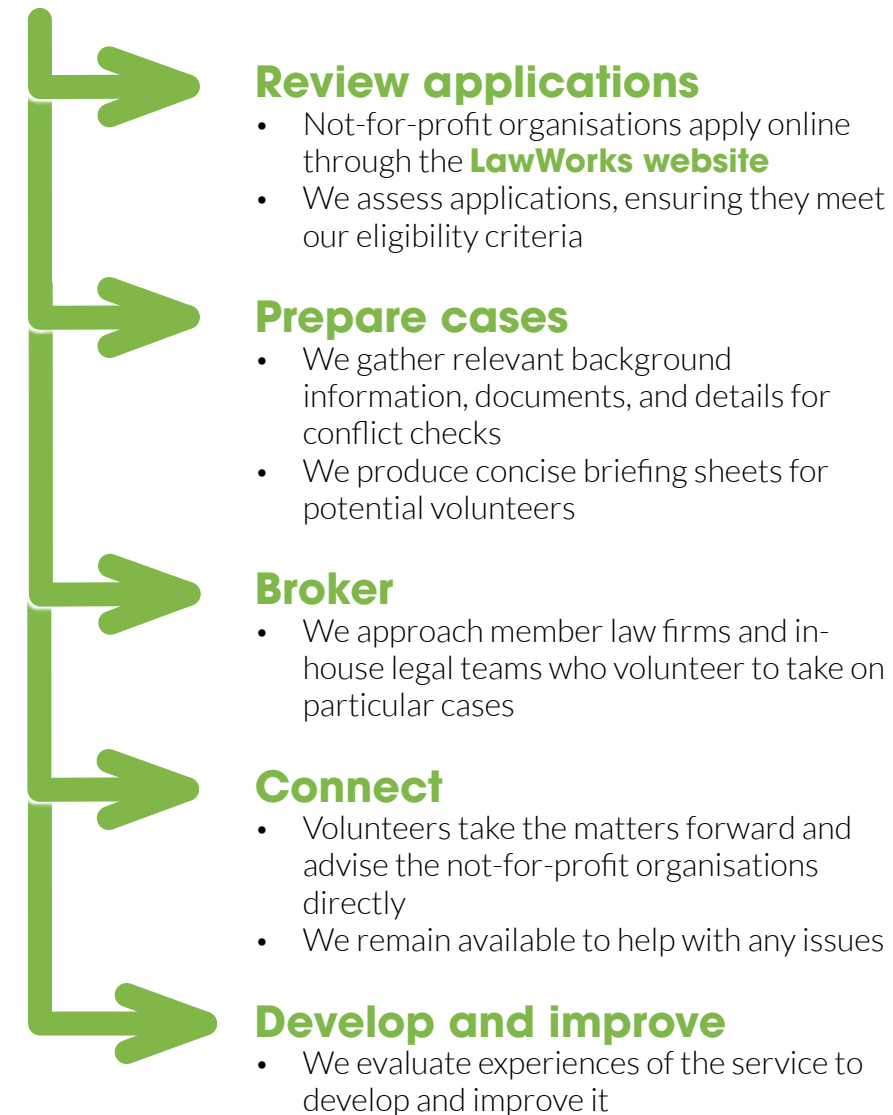 Review applications
• Not-for-profit organisations apply online
through the LawWorks website
• We assess applications, ensuring they meet
our eligibility criteria
Prepare cases
• We gather relevant background
information, documents, and details for
conflict checks
• We produce concise briefing sheets for
potential volunteers
Broker
• We approach member law firms and in-
house legal teams who volunteer to take on
particular cases
Connect
• Volunteers take the matters forward and
advise the not-for-profit organisations
directly
• We remain available to help with any issues
Develop and improve
• We evaluate experiences of the service to
develop and improve it